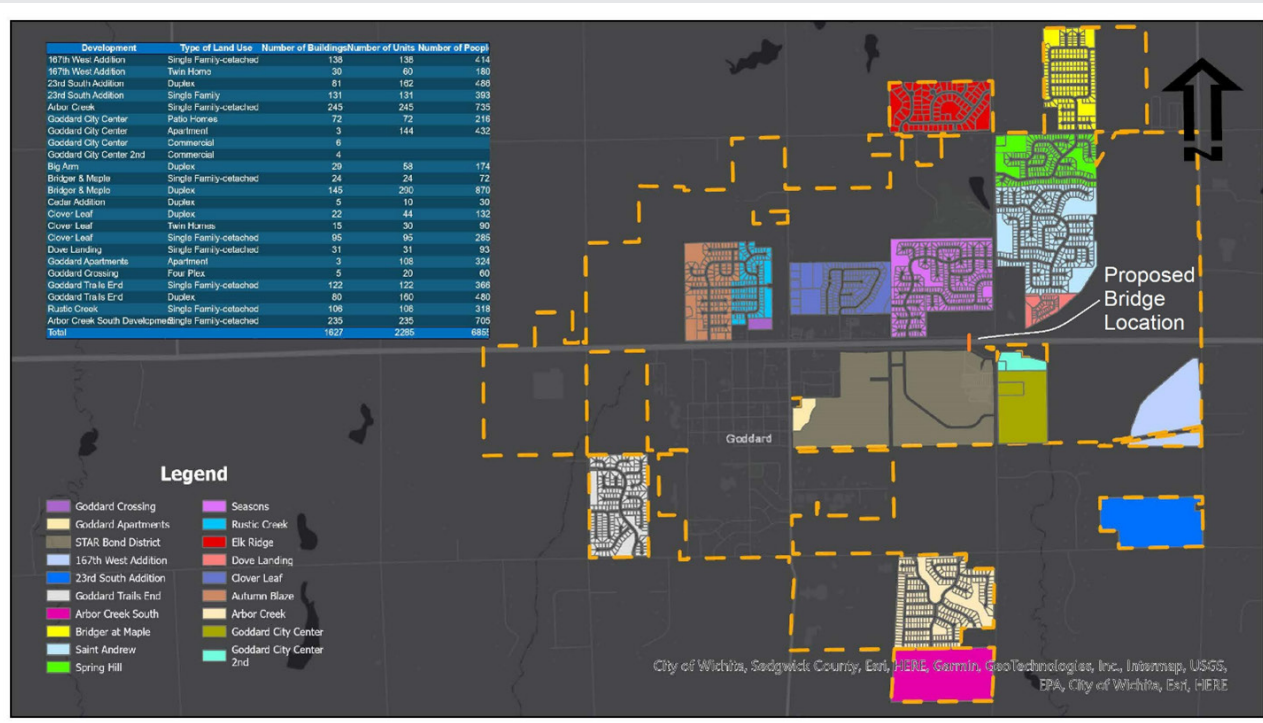 Development Type of Land Use Number of Buildings Number of Units Number of Peopl
167th West Addition Single Family-detached 138 138 414
167th West Addition Twin Home 30 60 180
23rd South Addition Duplex 81 162 486
23rd South Addition Single Family 131 131 393
Arbor Creek Single Family-detached 245 245 735
Goddard City Center Patio Homes 72 72 216
Goddard City Center Apartment 3 144 432
Goddard City Center Commercial 6
Goddard City Center 2nd Commercial 4
Big Arm Duplex 29 58 174
Bridger & Maple Single Family-detached 24 24 72
Bridger & Maple Duplex 145 290 870
Cedar Addition Duplex 5 10 30
Clover Leaf Duplex 22 44 132
Clover Leaf Twin Homes 15 30 90
Clover Leaf Single Family-detached 95 95 285
Dove Landing Single Family-detached 31 31 93
Goddard Apartments Apartment 3 108 324
Goddard Crossing Four Plex 5 20 60
Goddard Trails End Single Family-detached 122 122 366
Goddard Trails End Duplex 80 160 480
Rustic Creek Single Family-detached 106 106 318
Arbor Creek South Developme Single Family-detached 235 235 705
Total 1627 2285 6855
Proposed
Bridge
Location
N
Goddard
Legend
Goddard Crossing
Goddard Apartments
STAR Bond District
167th West Addition
23rd South Addition
Goddard Trails End
Arbor Creek South
Bridger at Maple
Saint Andrew
Spring Hill
Seasons
Rustic Creek
Elk Ridge
Dove Landing
Clover Leaf
Autumn Blaze
Arbor Creek
Goddard City Center
Goddard City Center
2nd
City of Wichita, Sedgwick County, Esri, HERE, Garmin, GeoTechnologies, Inc., Intermap, USGS,
EPA, City of Wichita, Esri, HERE